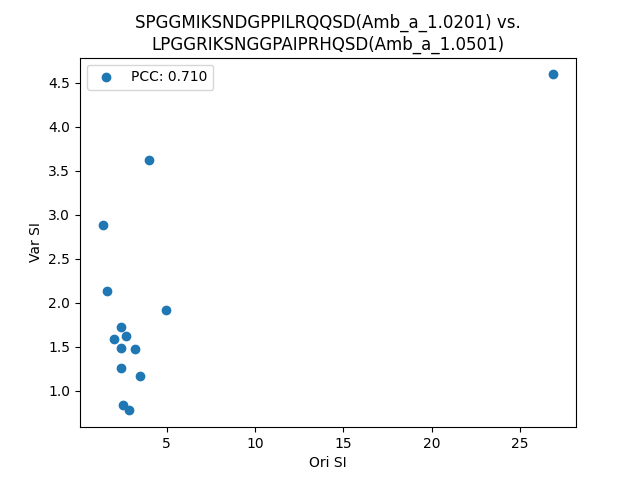 SPGGMIKSNDGPPILRQQSD(Amb_a_1.0201) vs.
LPGGRIKSNGGPAIPRHQSD(Amb_a_1.0501)
PCC: 0.710
4.5
4.0
3.5
3.0
2.5
2.0
1.5
1.0
Var SI
5
10
15
20
25
Ori SI